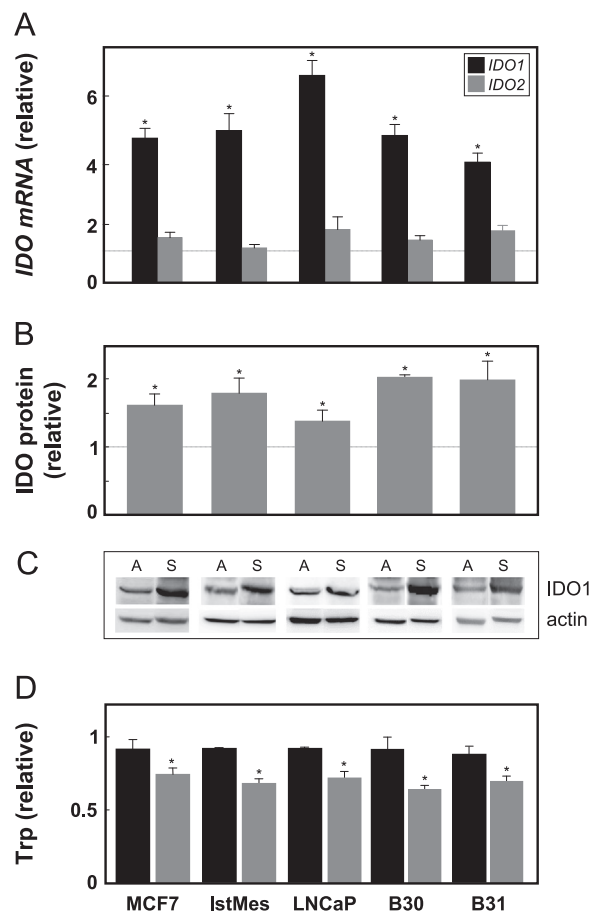 A
IDO mRNA (relative)
6
4
2
0
* * * * *
IDO1
IDO2
B
IDO protein
(relative)
2
1
0
* * * * *
C
A S A S A S A S A S
IDO1
actin
D
Trp (relative)
1
0.5
0
* * * * *
MCF7 IstMes LNCaP B30 B31